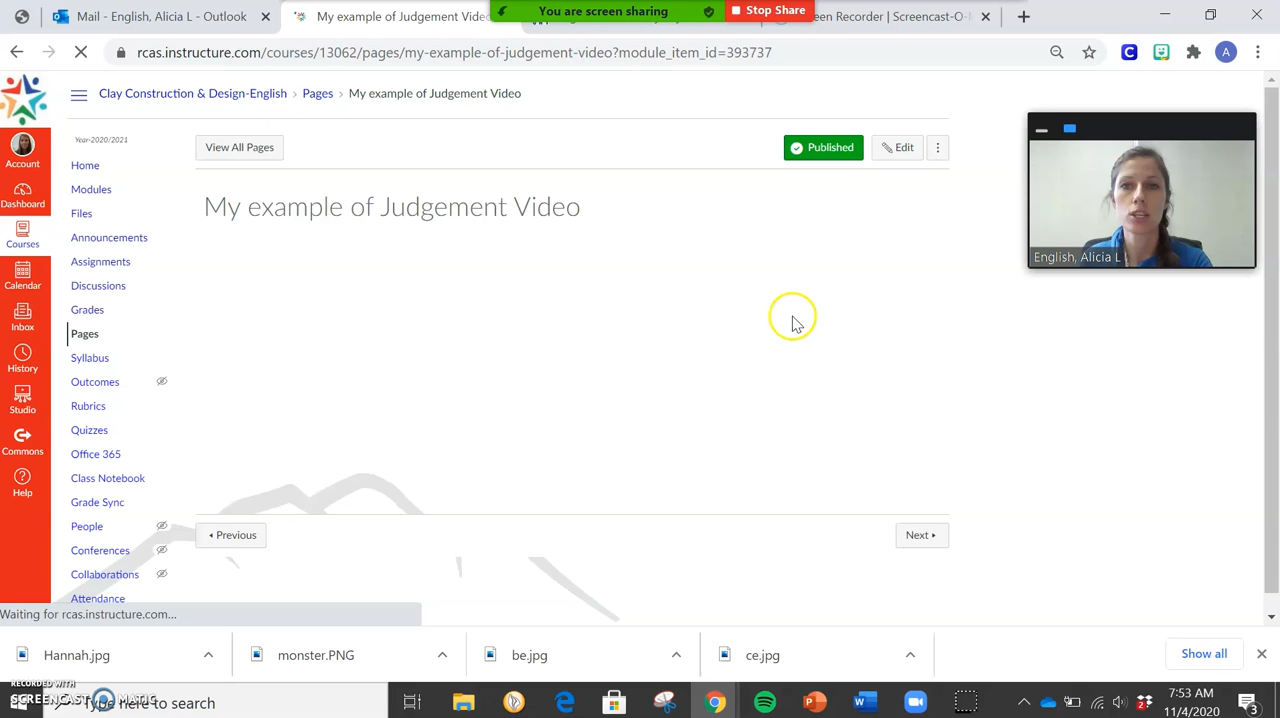 Mail - English, Alicia L - Outlook
My example of Judgement Video
You are screen sharing
Stop Share
een Recorder | Screencast-O-
rcas.instructure.com/courses/13062/pages/my-example-of-judgement-video?module_item_id=393737
A
Clay Construction & Design-English
Pages
My example of Judgement Video
Year-2020/2021
View All Pages
Published
Edit
My example of Judgement Video
English, Alicia L
Account
Dashboard
Courses
Calendar
Inbox
History
Studio
Commons
Help
Home
Modules
Files
Announcements
Assignments
Discussions
Grades
Pages
Syllabus
Outcomes
Rubrics
Quizzes
Office 365
Class Notebook
Grade Sync
People
Conferences
Collaborations
Attendance
Previous
Next
Waiting for rcas.instructure.com...
Hannah.jpg
monster.PNG
be.jpg
ce.jpg
Show all
RECORDED WITH
SCREENCAST MATIC
Type here to search
7:53 AM
11/4/2020
3